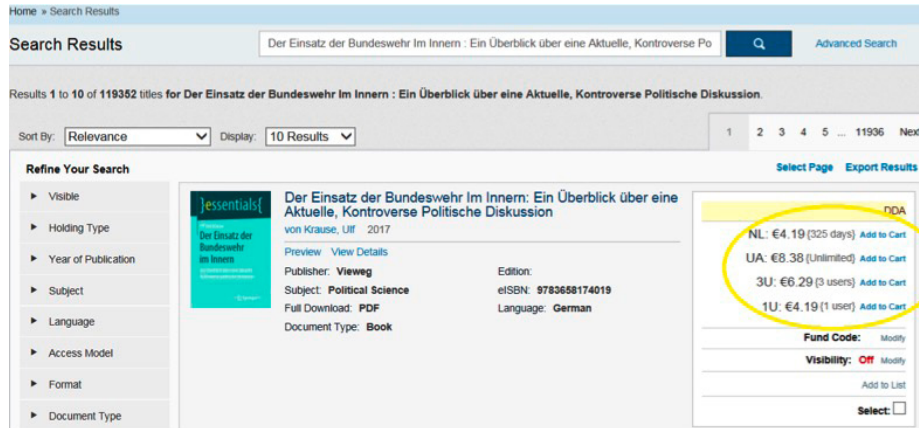 Home » Search Results
Search Results
Der Einsatz der Bundeswehr Im Innern : Ein Überblick über eine Aktuelle, Kontroverse Po
Advanced Search
Results 1 to 10 of 119352 titles for Der Einsatz der Bundeswehr Im Innern : Ein Überblick über eine Aktuelle, Kontroverse Politische Diskussion.
Sort By: Relevance Display: 10 Results
1 2 3 4 5 ... 11936 Nex
Refine Your Search
Select Page Export Results
Visible
Holding Type
Year of Publication
Subject
Language
Access Model
Format
Document Type
}essentials{
Der Einsatz der
Bundeswehr
im Innern
Der Einsatz der Bundeswehr Im Innern: Ein Überblick über eine
Aktuelle, Kontroverse Politische Diskussion
von Krause, Ulf 2017
Preview View Details
Publisher: Vieweg Edition:
Subject: Political Science eISBN: 9783658174019
Full Download: PDF Language: German
Document Type: Book
DDA
NL: €4.19 (325 days) Add to Cart
UA: €8.38 (Unlimited) Add to Cart
3U: €6.29 (3 users) Add to Cart
1U: €4.19 (1 user) Add to Cart
Fund Code: Modify
Visibility: Off Modify
Add to List
Select: